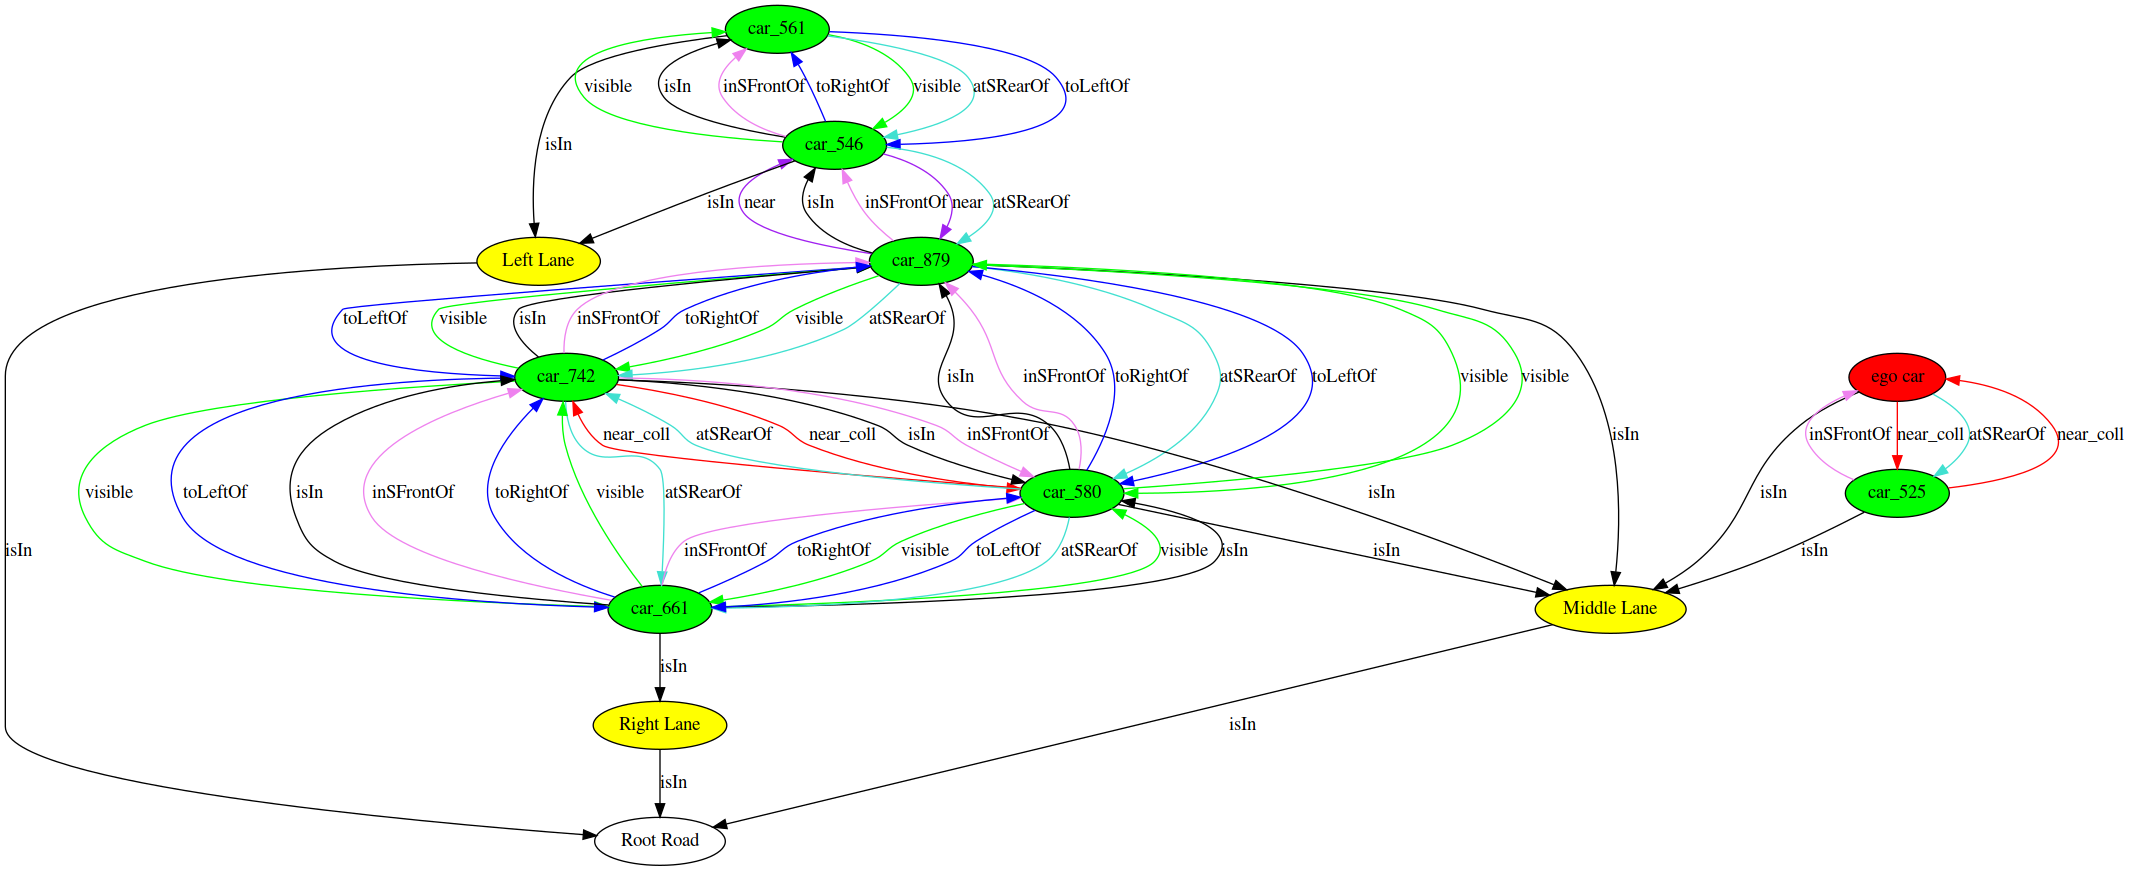 car_561
visible
isIn
inSFrontOf
toRightOf
visible
atSRearOf
toLeftOf
isIn
car_546
isIn
near
isIn
inSFrontOf
near
atSRearOf
Left Lane
car_879
toLeftOf
visible
isIn
inSFrontOf
toRightOf
visible
atSRearOf
car_742
isIn
inSFrontOf
toRightOf
atSRearOf
toLeftOf
visible
visible
ego car
near_coll
atSRearOf
near_coll
isIn
inSFrontOf
isIn
inSFrontOf
near_coll
atSRearOf
near_coll
visible
toLeftOf
isIn
inSFrontOf
toRightOf
visible
atSRearOf
car_580
isIn
isIn
car_525
isIn
inSFrontOf
toRightOf
visible
toLeftOf
atSRearOf
visible
isIn
isIn
isIn
car_661
Middle Lane
isIn
Right Lane
isIn
isIn
Root Road